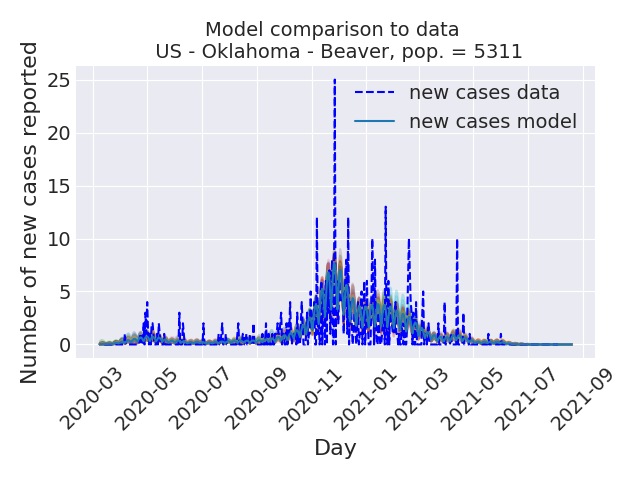 Model comparison to data
US - Oklahoma - Beaver, pop. = 5311
Number of new cases reported
25
20
15
10
5
0
new cases data
new cases model
2020-03
2020-05
2020-07
2020-09
2020-11
2021-01
2021-03
2021-05
2021-07
2021-09
Day